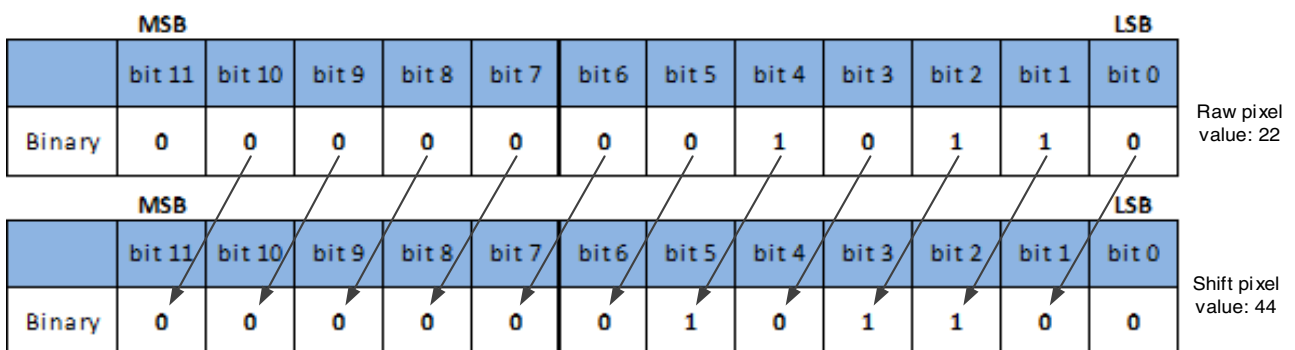 MSB LSB
bit 11 bit 10 bit 9 bit 8 bit 7 bit 6 bit 5 bit 4 bit 3 bit 2 bit 1 bit 0
Binary 0 0 0 0 0 0 0 1 0 1 1 0
Raw pixel
value: 22
MSB LSB
bit 11 bit 10 bit 9 bit 8 bit 7 bit 6 bit 5 bit 4 bit 3 bit 2 bit 1 bit 0
Binary 0 0 0 0 0 0 1 0 1 1 0 0
Shift pixel
value: 44